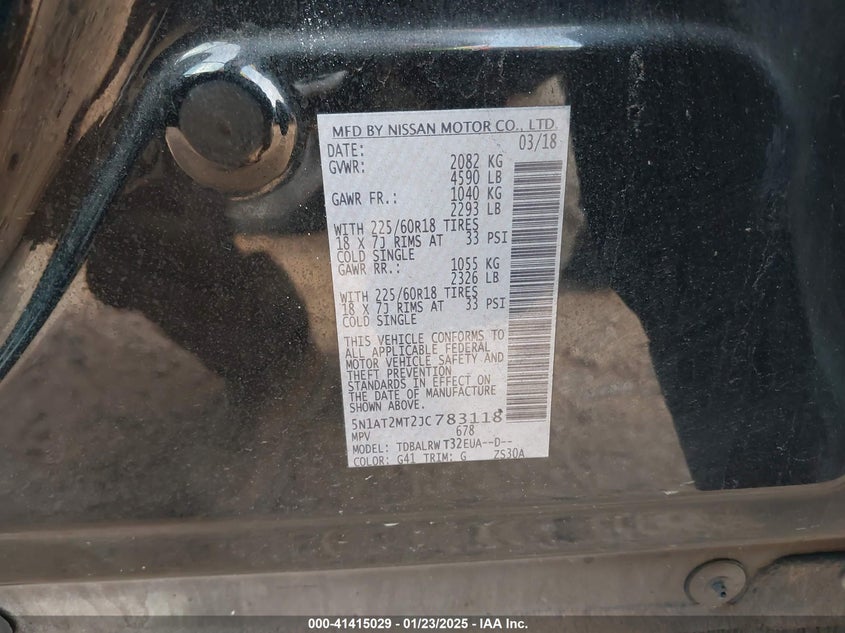 MFD BY NISSAN MOTOR CO., LTD.
DATE: 03/18
GVWR: 2082 KG
4590 LB
GAWR FR.: 1040 KG
2293 LB
WITH 225/60R18 TIRES
18 X 7J RIMS AT 33 PSI
COLD SINGLE
GAWR RR.: 1055 KG
2326 LB
WITH 225/60R18 TIRES
18 X 7J RIMS AT 33 PSI
COLD SINGLE
THIS VEHICLE CONFORMS TO
ALL APPLICABLE FEDERAL
MOTOR VEHICLE SAFETY AND
THEFT PREVENTION
STANDARDS IN EFFECT ON
THE DATE OF MANUFACTURE
SHOWN ABOVE.
5N1AT2MT2JC783118
MPV 678
MODEL: TDBALRWT32EUA--D--
COLOR: G41 TRIM: G ZS30A
000-41415029 - 01/23/2025 - IAA Inc.